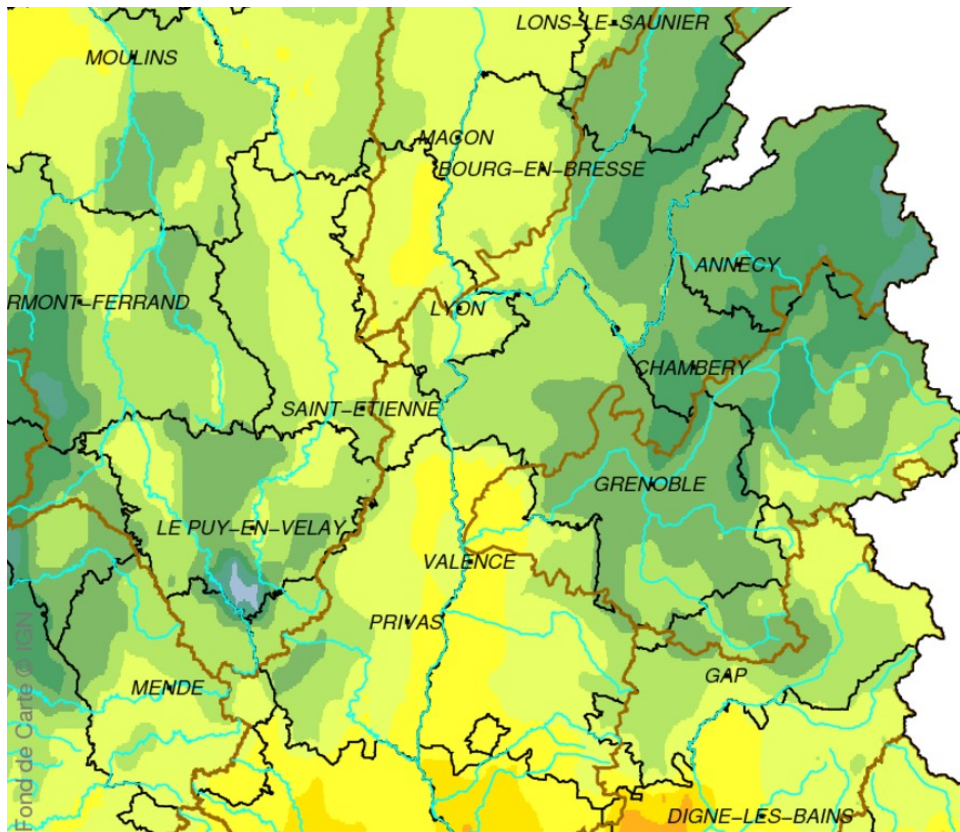 LONS-LE-SAUNIER
MOULINS
MACON
BOURG-EN-BRESSE
ANNECY
RMONT-FERRAND
LYON
CHAMBERY
SAINT-ETIENNE
GRENOBLE
LE PUY-EN-VELAY
VALENCE
PRIVAS
GAP
MENDE
DIGNE-LES-BAINS
Fond de Carte © IGN